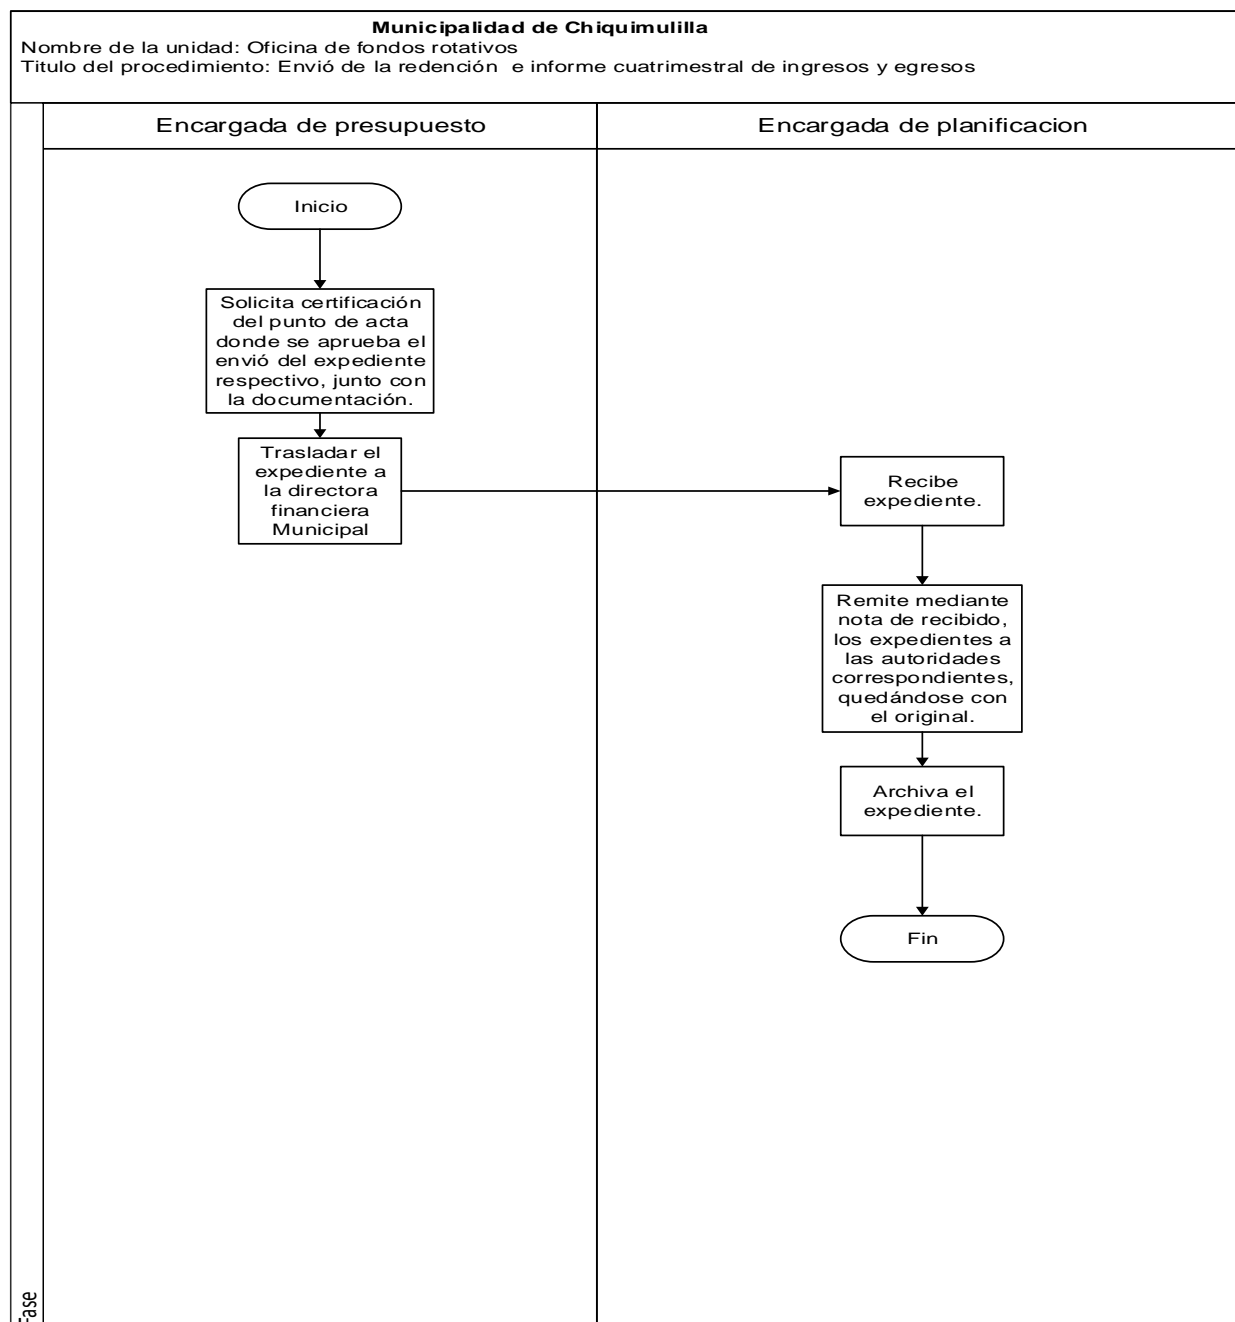 Municipalidad de Chiquimulilla
Nombre de la unidad: Oficina de fondos rotativos
Titulo del procedimiento: Envió de la redención e informe cuatrimestral de ingresos y egresos
Encargada de presupuesto
Encargada de planificacion
Inicio
Solicita certificación
del punto de acta
donde se aprueba el
envió del expediente
respectivo, junto con
la documentación.
Trasladar el
expediente a
la directora
financiera
Municipal
Recibe
expediente.
Remite mediante
nota de recibido,
los expedientes a
las autoridades
correspondientes,
quedándose con
el original.
Archiva el
expediente.
Fin
Fase